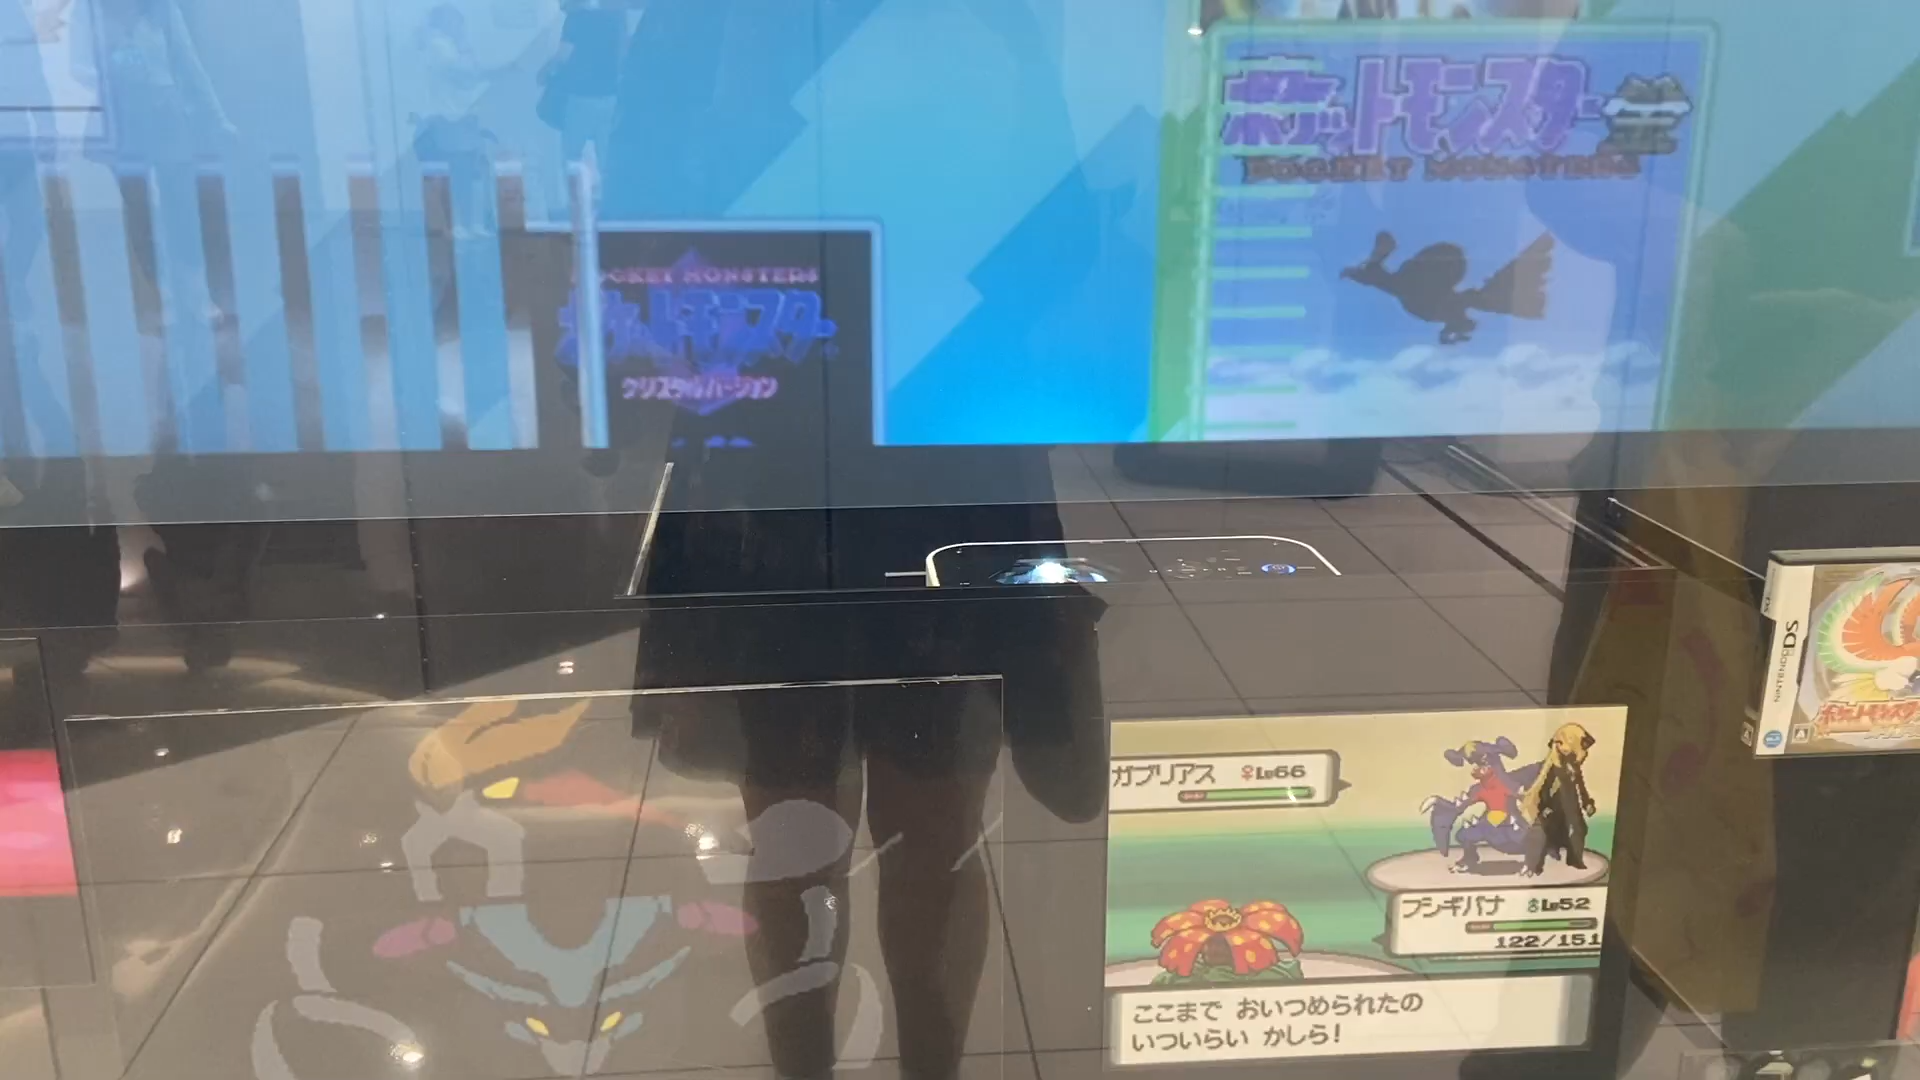 ポケットモンスター
POCKET MONSTERS
POCKET MONSTERS
ポケットモンスター
クリスタルバージョン
NINTENDO DS
ポケットモンスター
ガブリアス ♀Lv66
フシギバナ ♂Lv52
122/151
ここまで おいつめられたの
いついらい かしら!